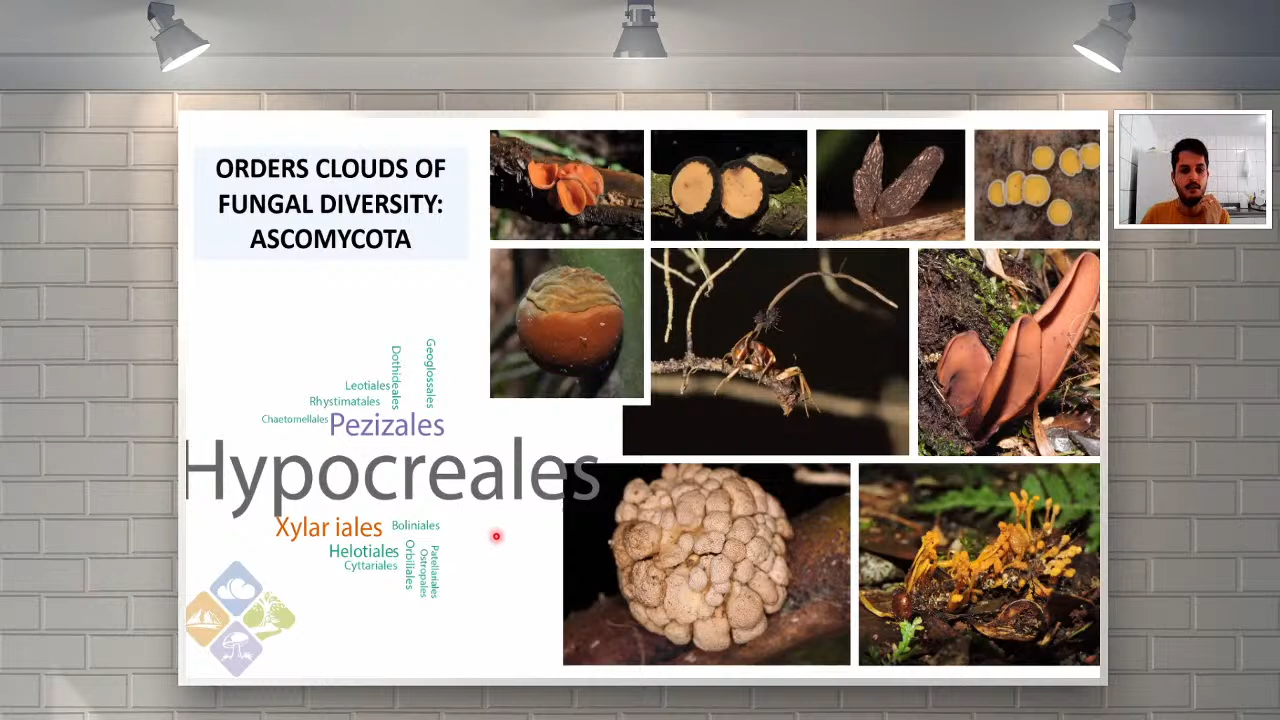 ORDERS CLOUDS OF
FUNGAL DIVERSITY:
ASCOMYCOTA
Geoglossales
Dothideales
Leotiales
Rhystimatales
Chaetomellales
Pezizales
Hypocreales
Xylar iales
Boliniales
Helotiales
Cyttariales
Orbiliales
Ostropales
Patellariales